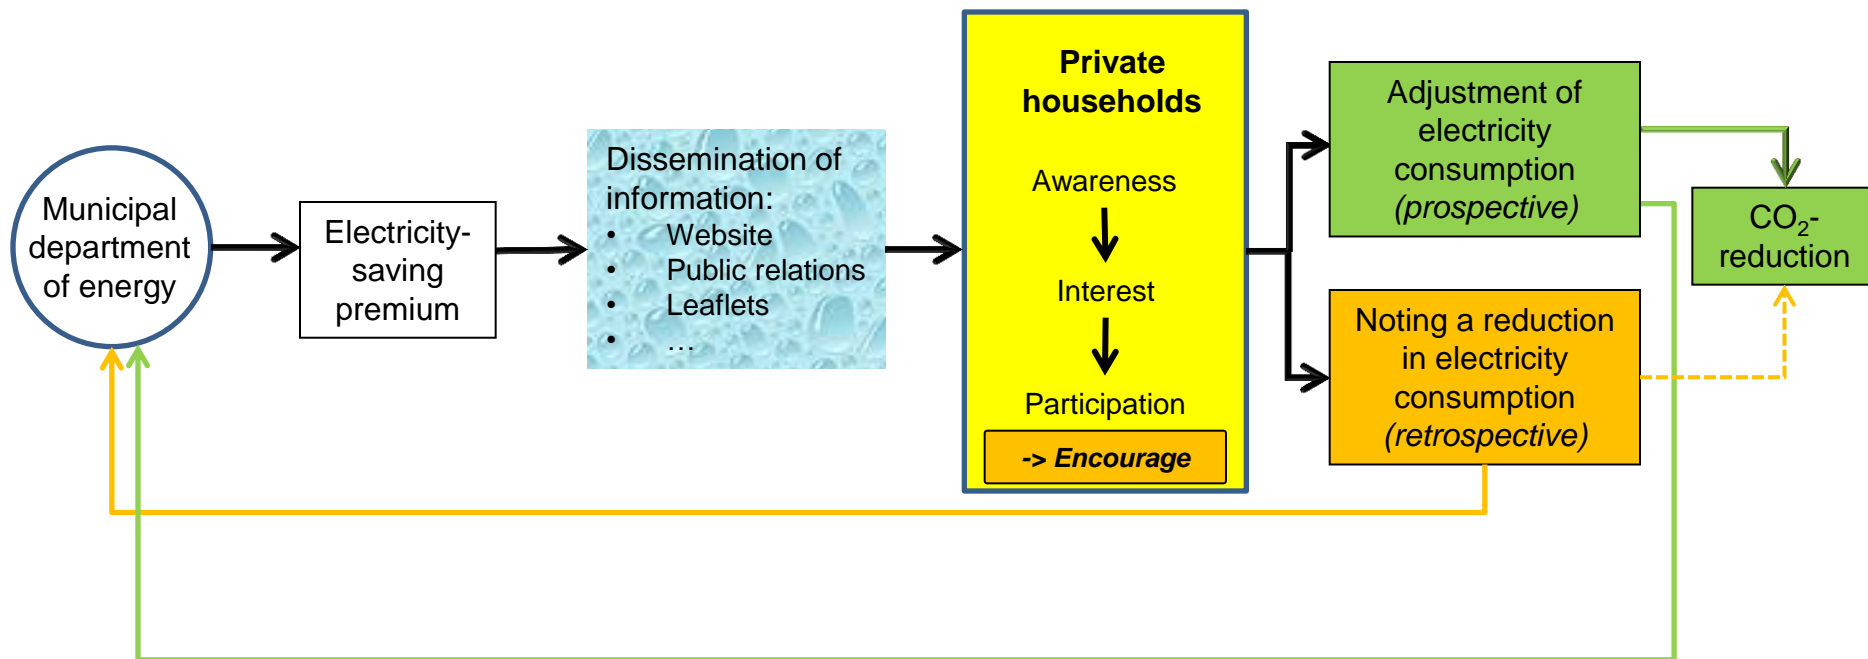 Municipal
department
of energy
Electricity-
saving
premium
Dissemination of
information:
• Website
• Public relations
• Leaflets
• …
Private
households
Awareness
Interest
Participation
-> Encourage
Adjustment of
electricity
consumption
(prospective)
Noting a reduction
in electricity
consumption
(retrospective)
CO₂-
reduction